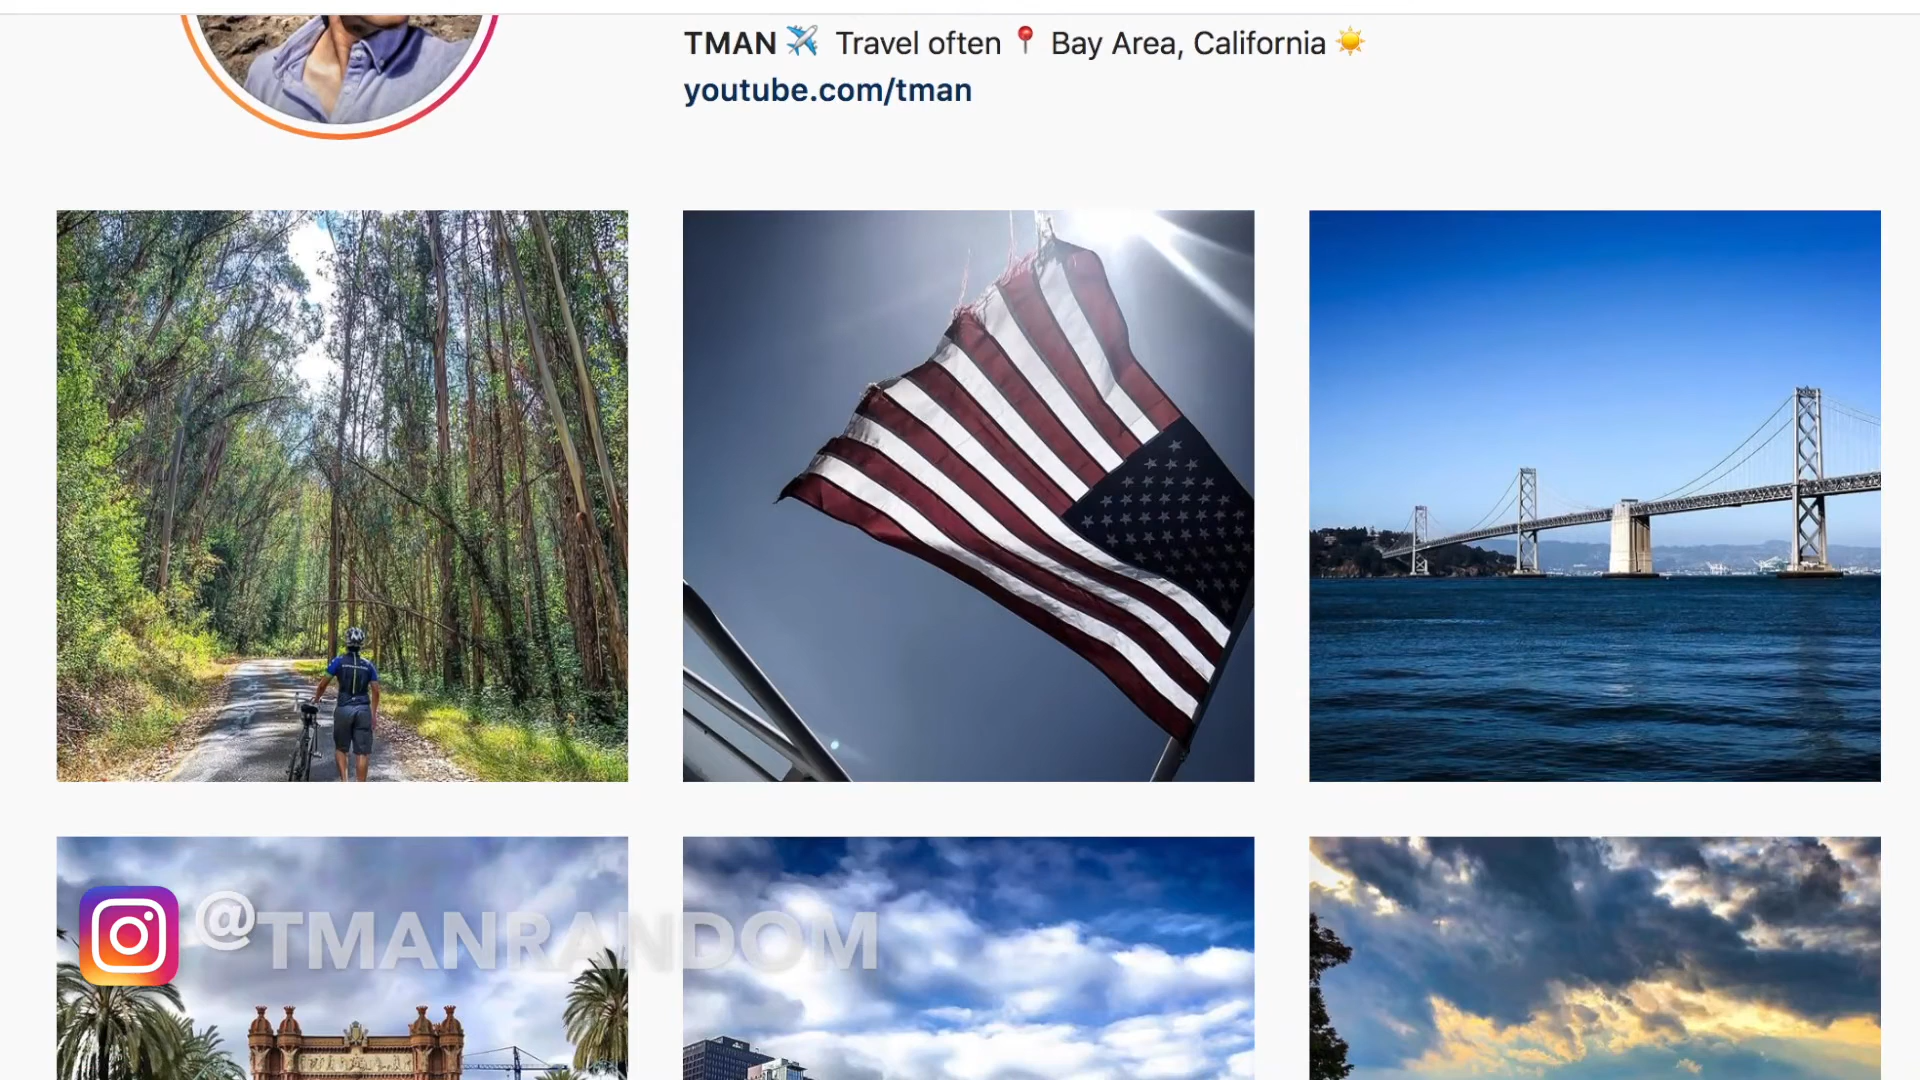 TMAN ✈️ Travel often 📍 Bay Area, California ☀️
youtube.com/tman
@TMANRANDOM